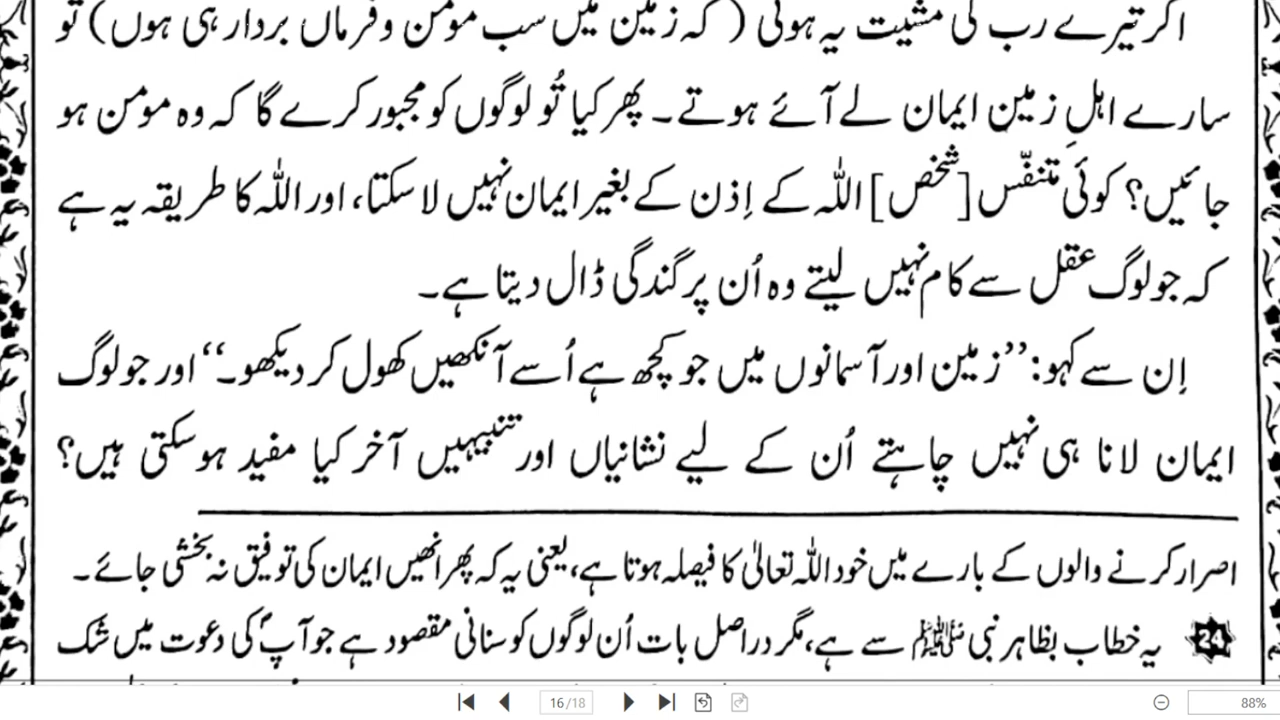 اگر تیرے رب کی مشیت یہ ہوتی (کہ زمین میں سب مومن و فرماں بردار ہی ہوں) تو
سارے اہلِ زمین ایمان لے آئے ہوتے۔ پھر کیا تُو لوگوں کو مجبور کرے گا کہ وہ مومن ہو
جائیں؟ کوئی متنفّس [شخص] اللہ کے اِذن کے بغیر ایمان نہیں لا سکتا، اور اللہ کا طریقہ یہ ہے
کہ جو لوگ عقل سے کام نہیں لیتے وہ اُن پر گندگی ڈال دیتا ہے۔
اِن سے کہو: ’’زمین اور آسمانوں میں جو کچھ ہے اُسے آنکھیں کھول کر دیکھو۔‘‘ اور جو لوگ
ایمان لانا ہی نہیں چاہتے اُن کے لیے نشانیاں اور تنبیہیں آخر کیا مفید ہو سکتی ہیں؟
اصرار کرنے والوں کے بارے میں خود اللہ تعالیٰ کا فیصلہ ہوتا ہے، یعنی یہ کہ پھر انھیں ایمان کی توفیق نہ بخشی جائے۔
24 یہ خطاب بظاہر نبی ﷺ سے ہے، مگر دراصل بات اُن لوگوں کو سنانی مقصود ہے جو آپؐ کی دعوت میں شک
16/18
88%